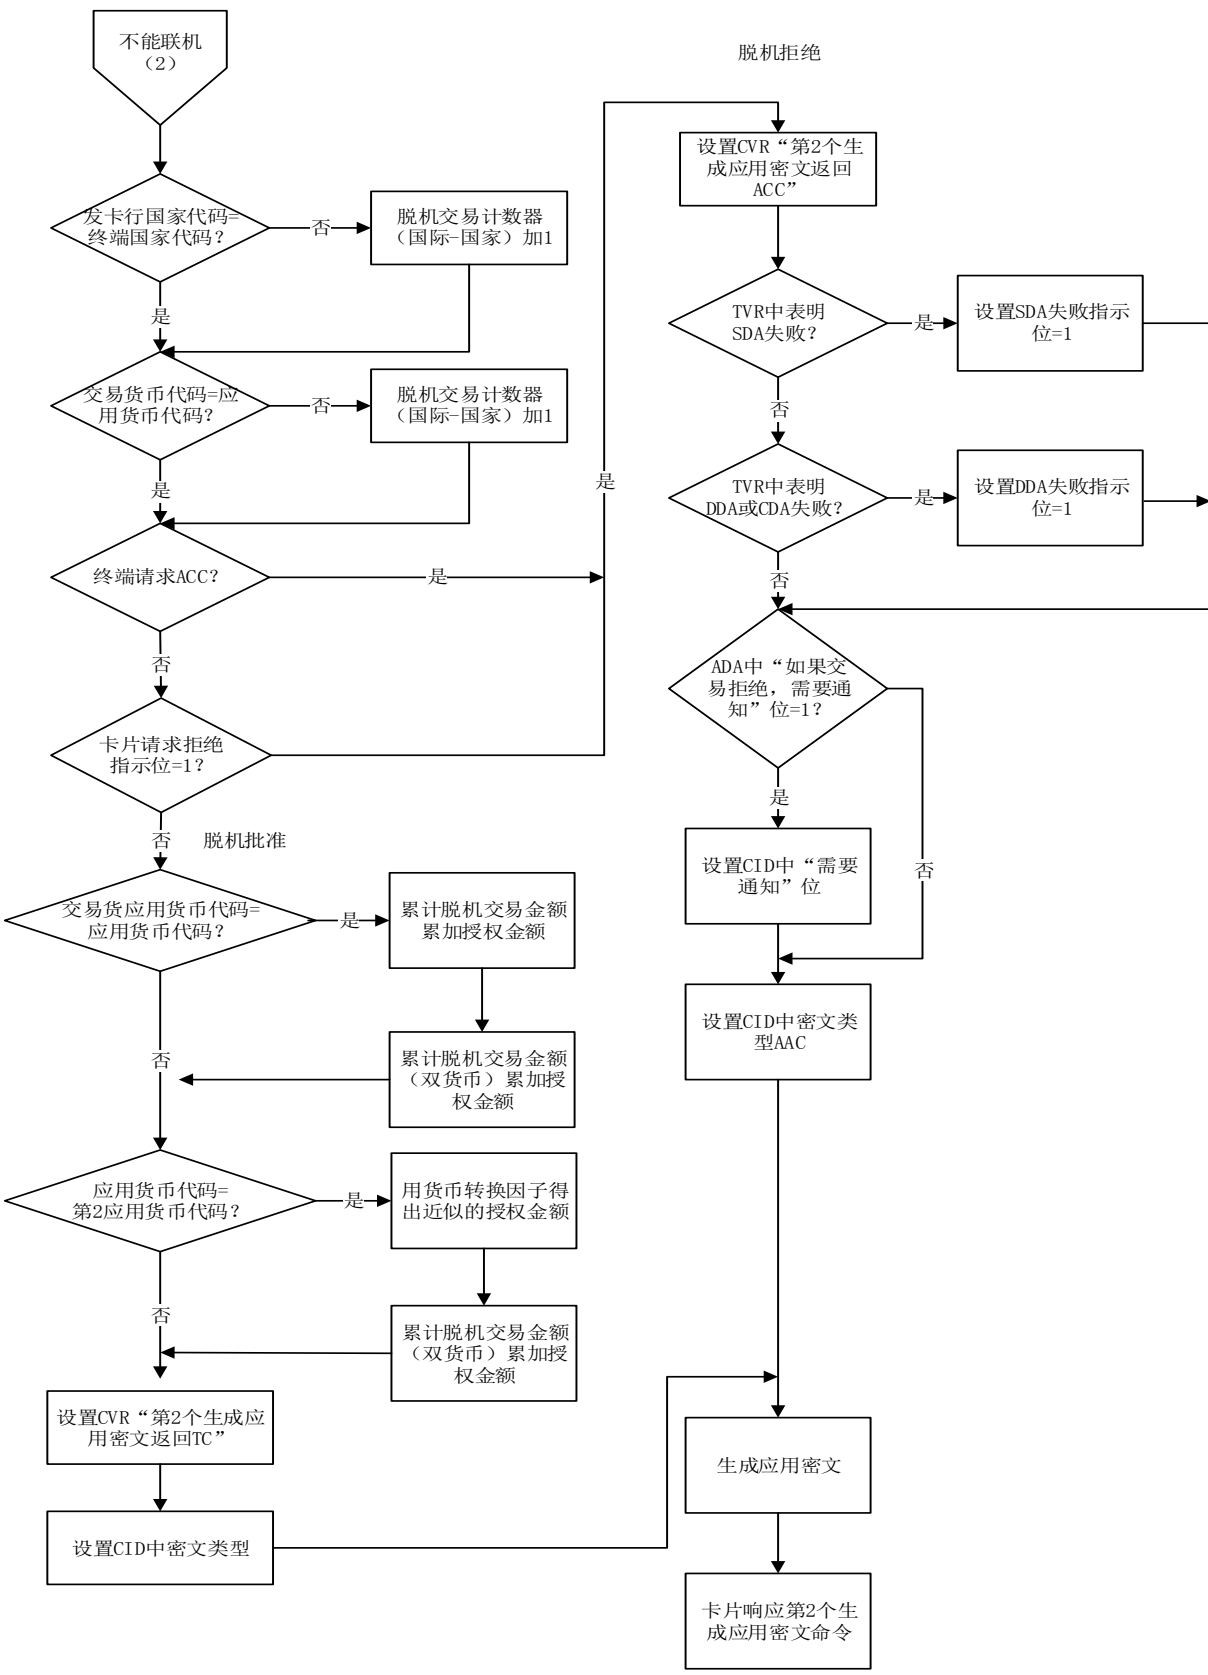 不能联机
（2）
脱机拒绝
发卡行国家代码=
终端国家代码？
否
脱机交易计数器
（国际-国家）加1
是
交易货币代码=应
用货币代码？
否
脱机交易计数器
（国际-国家）加1
是
终端请求ACC？
是
是
否
卡片请求拒绝
指示位=1？
否
脱机批准
交易货应用货币代码=
应用货币代码？
是
累计脱机交易金额
累加授权金额
否
累计脱机交易金额
（双货币）累加授
权金额
应用货币代码=
第2应用货币代码？
是
用货币转换因子得
出近似的授权金额
否
累计脱机交易金额
（双货币）累加授
权金额
设置CVR“第2个生成应
用密文返回TC”
设置CID中密文类型
设置CVR“第2个生
成应用密文返回
ACC”
TVR中表明
SDA失败？
是
设置SDA失败指示
位=1
否
TVR中表明
DDA或CDA失败？
是
设置DDA失败指示
位=1
否
ADA中“如果交
易拒绝，需要通
知”位=1？
是
否
设置CID中“需要
通知”位
设置CID中密文类
型AAC
生成应用密文
卡片响应第2个生
成应用密文命令